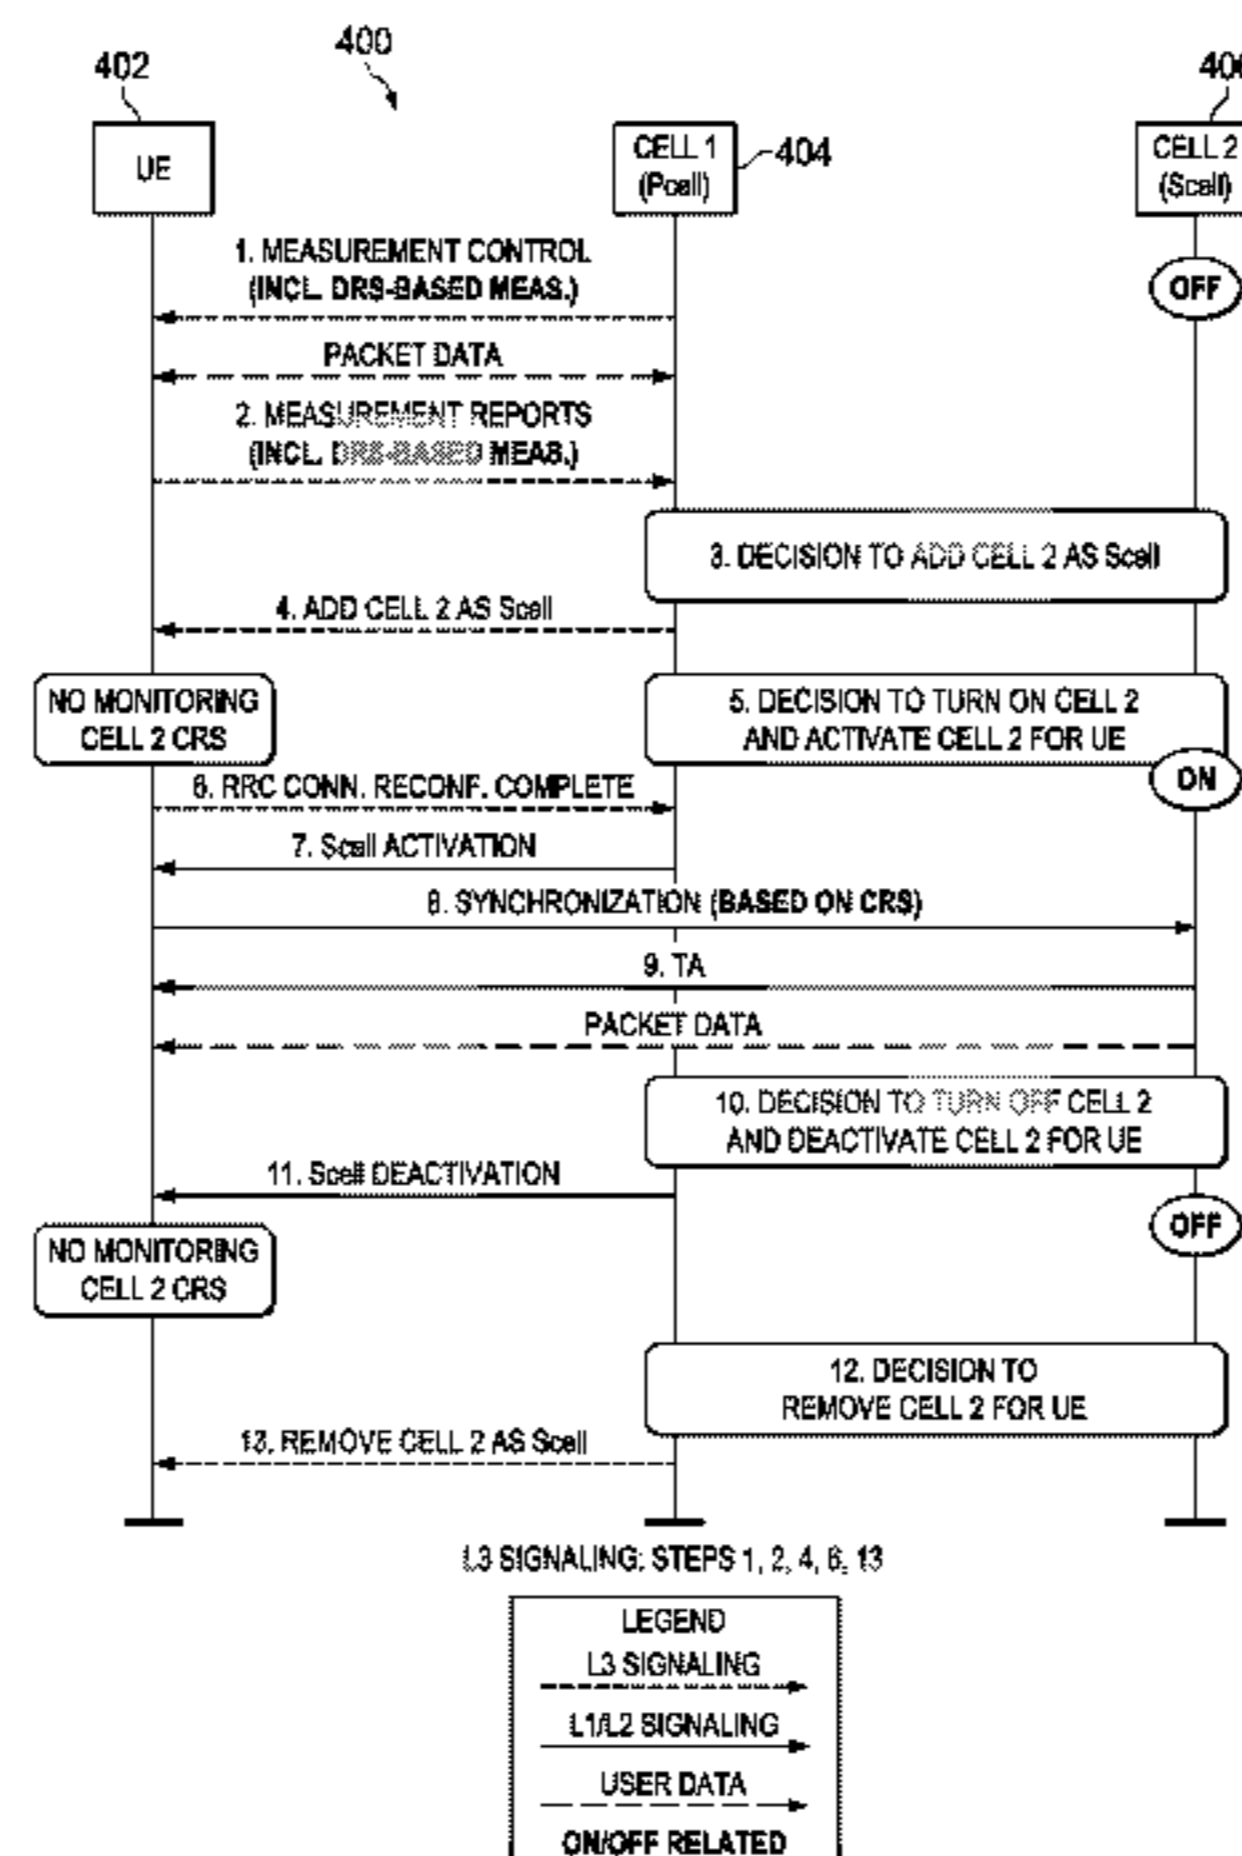 400
402
UE
CELL 1
(Pcell)
404
CELL 2
(Scell)
1. MEASUREMENT CONTROL
(INCL. DRS-BASED MEAS.)
OFF
PACKET DATA
2. MEASUREMENT REPORTS
(INCL. DRS-BASED MEAS.)
3. DECISION TO ADD CELL 2 AS Scell
4. ADD CELL 2 AS Scell
NO MONITORING
CELL 2 CRS
5. DECISION TO TURN ON CELL 2
AND ACTIVATE CELL 2 FOR UE
ON
6. RRC CONN. RECONF. COMPLETE
7. Scell ACTIVATION
8. SYNCHRONIZATION (BASED ON CRS)
9. TA
PACKET DATA
10. DECISION TO TURN OFF CELL 2
AND DEACTIVATE CELL 2 FOR UE
11. Scell DEACTIVATION
OFF
NO MONITORING
CELL 2 CRS
12. DECISION TO
REMOVE CELL 2 FOR UE
13. REMOVE CELL 2 AS Scell
L3 SIGNALING: STEPS 1, 2, 4, 6, 13
LEGEND
L3 SIGNALING
L1/L2 SIGNALING
USER DATA
ON/OFF RELATED